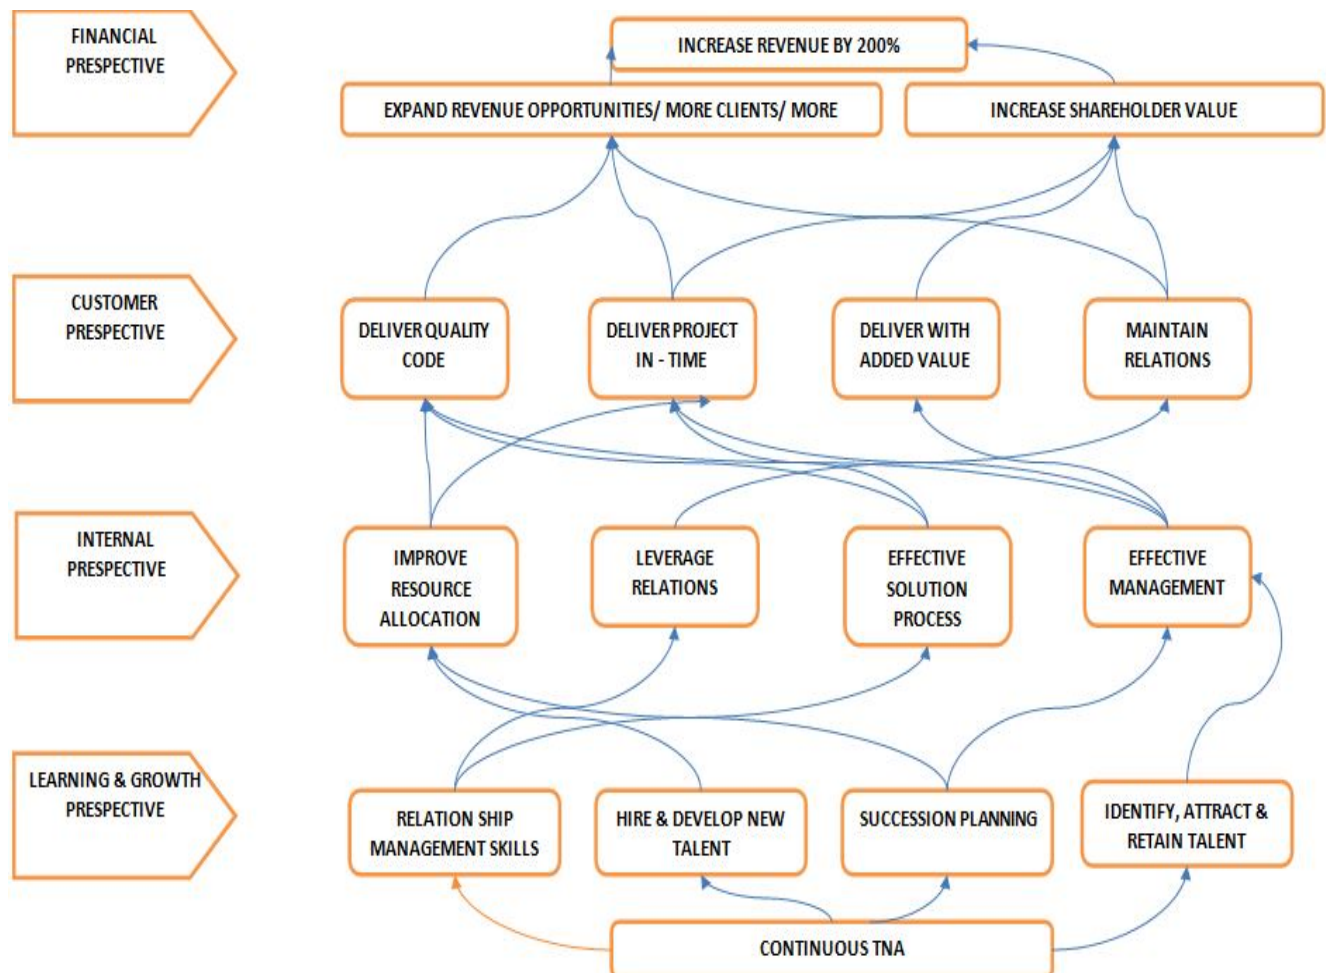 FINANCIAL
PRESPECTIVE
INCREASE REVENUE BY 200%
EXPAND REVENUE OPPORTUNITIES/ MORE CLIENTS/ MORE
INCREASE SHAREHOLDER VALUE
CUSTOMER
PRESPECTIVE
DELIVER QUALITY
CODE
DELIVER PROJECT
IN - TIME
DELIVER WITH
ADDED VALUE
MAINTAIN
RELATIONS
INTERNAL
PRESPECTIVE
IMPROVE
RESOURCE
ALLOCATION
LEVERAGE
RELATIONS
EFFECTIVE
SOLUTION
PROCESS
EFFECTIVE
MANAGEMENT
LEARNING & GROWTH
PRESPECTIVE
RELATION SHIP
MANAGEMENT SKILLS
HIRE & DEVELOP NEW
TALENT
SUCCESSION PLANNING
IDENTIFY, ATTRACT &
RETAIN TALENT
CONTINUOUS TNA